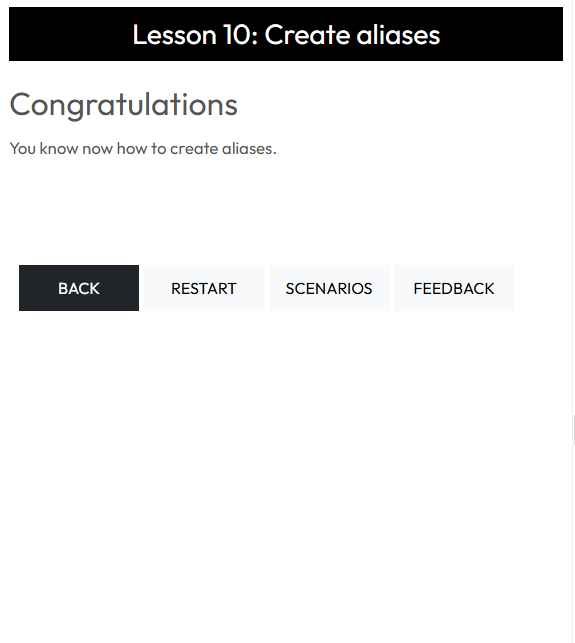 Lesson 10: Create aliases
Congratulations
You know now how to create aliases.
BACK RESTART SCENARIOS FEEDBACK